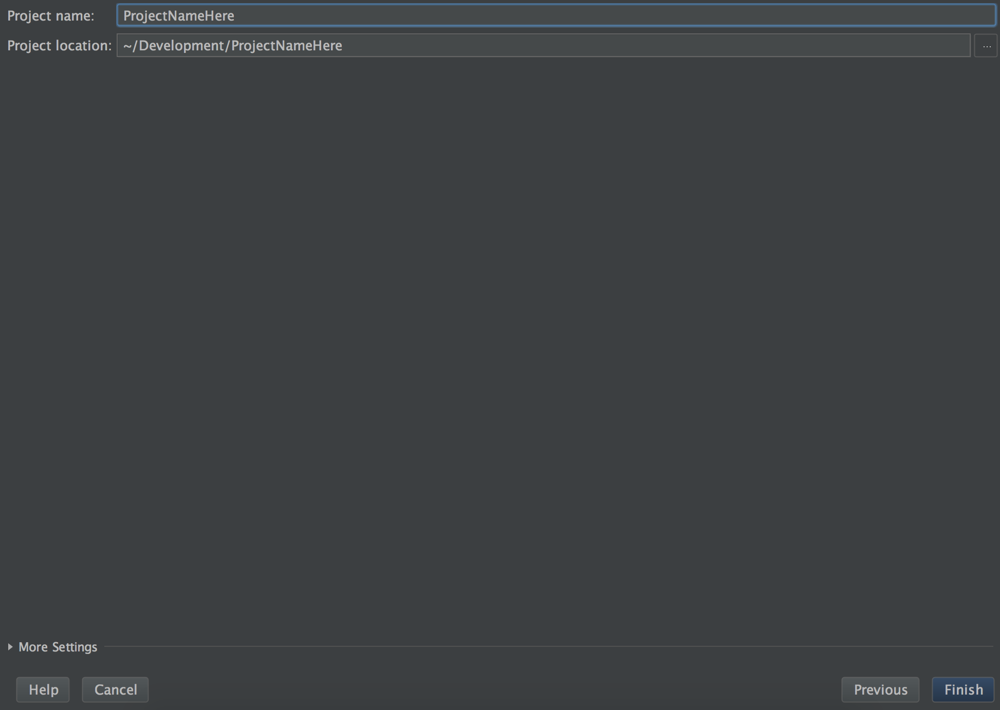 Project name: ProjectNameHere
Project location: ~/Development/ProjectNameHere ...
More Settings
Help Cancel Previous Finish